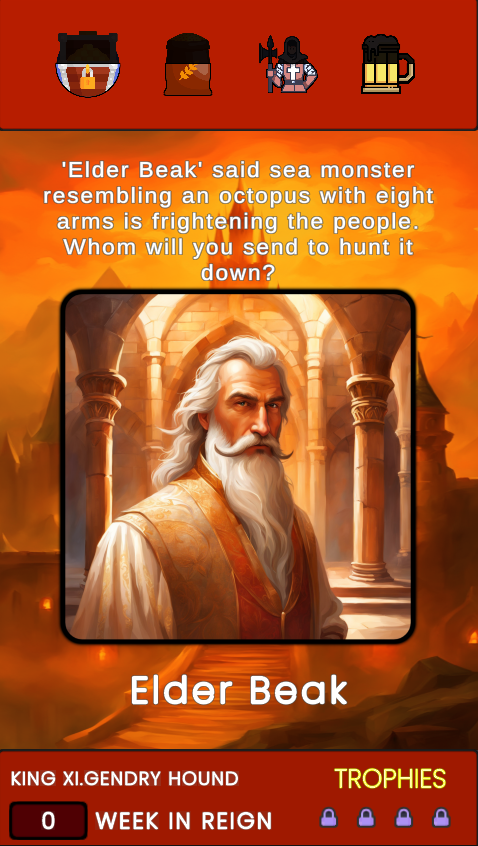 'Elder Beak' said sea monster
resembling an octopus with eight
arms is frightening the people.
Whom will you send to hunt it
down?
Elder Beak
KING XI.GENDRY HOUND
TROPHIES
0 WEEK IN REIGN